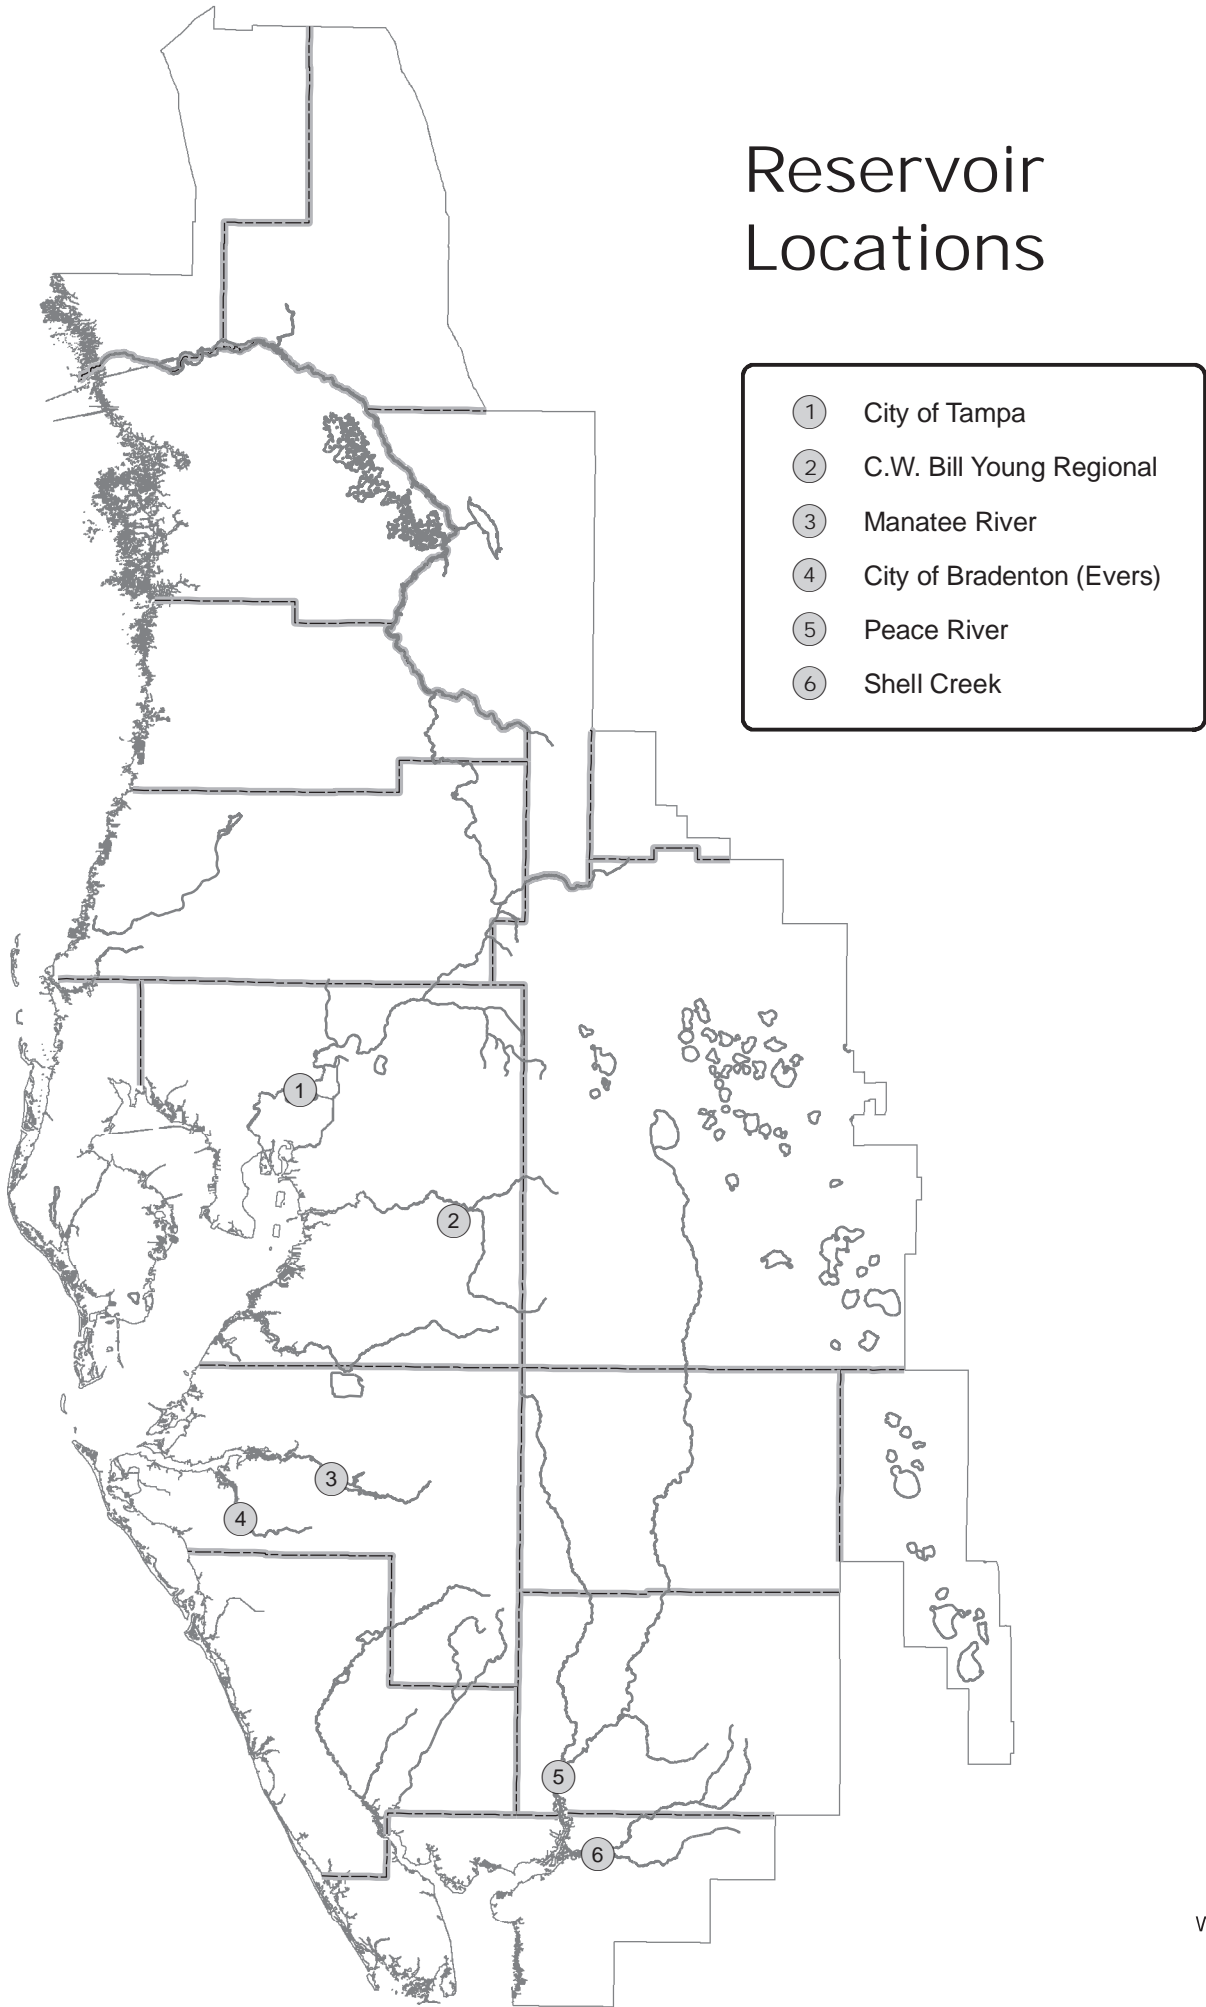 Reservoir
Locations
1 City of Tampa
2 C.W. Bill Young Regional
3 Manatee River
4 City of Bradenton (Evers)
5 Peace River
6 Shell Creek
1
2
3
4
5
6